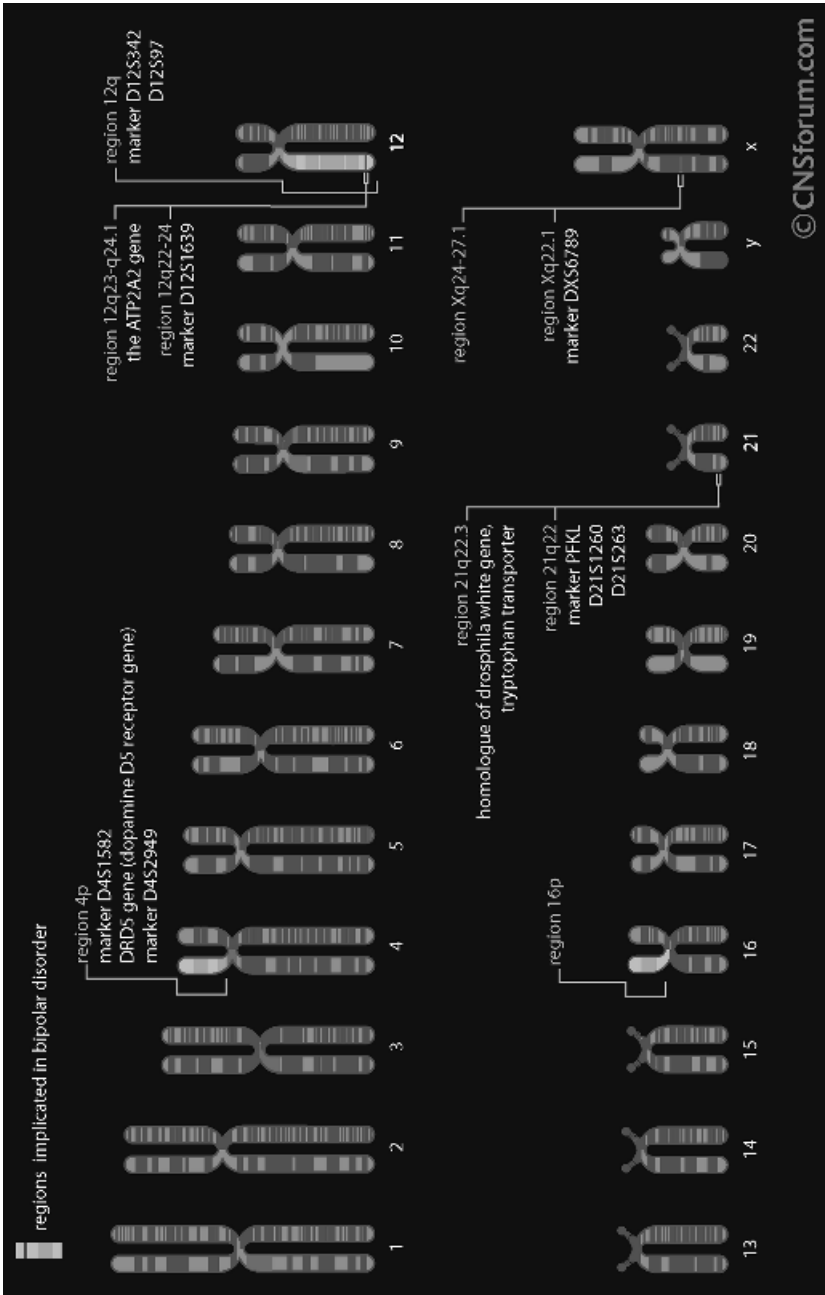 regions implicated in bipolar disorder
region 4p
marker D4S1582
DRD5 gene (dopamine D5 receptor gene)
marker D4S2949
region 12q23-q24.1
the ATP2A2 gene
region 12q22-24
marker D12S1639
region 12q
marker D12S342
D12S97
1
2
3
4
5
6
7
8
9
10
11
12
region 16p
region 21q22.3
homologue of drosphila white gene,
tryptophan transporter
region 21q22
marker PFKL
D21S1260
D21S263
region Xq24-27.1
region Xq22.1
marker DXS6789
13
14
15
16
17
18
19
20
21
22
y
x
© CNSforum.com